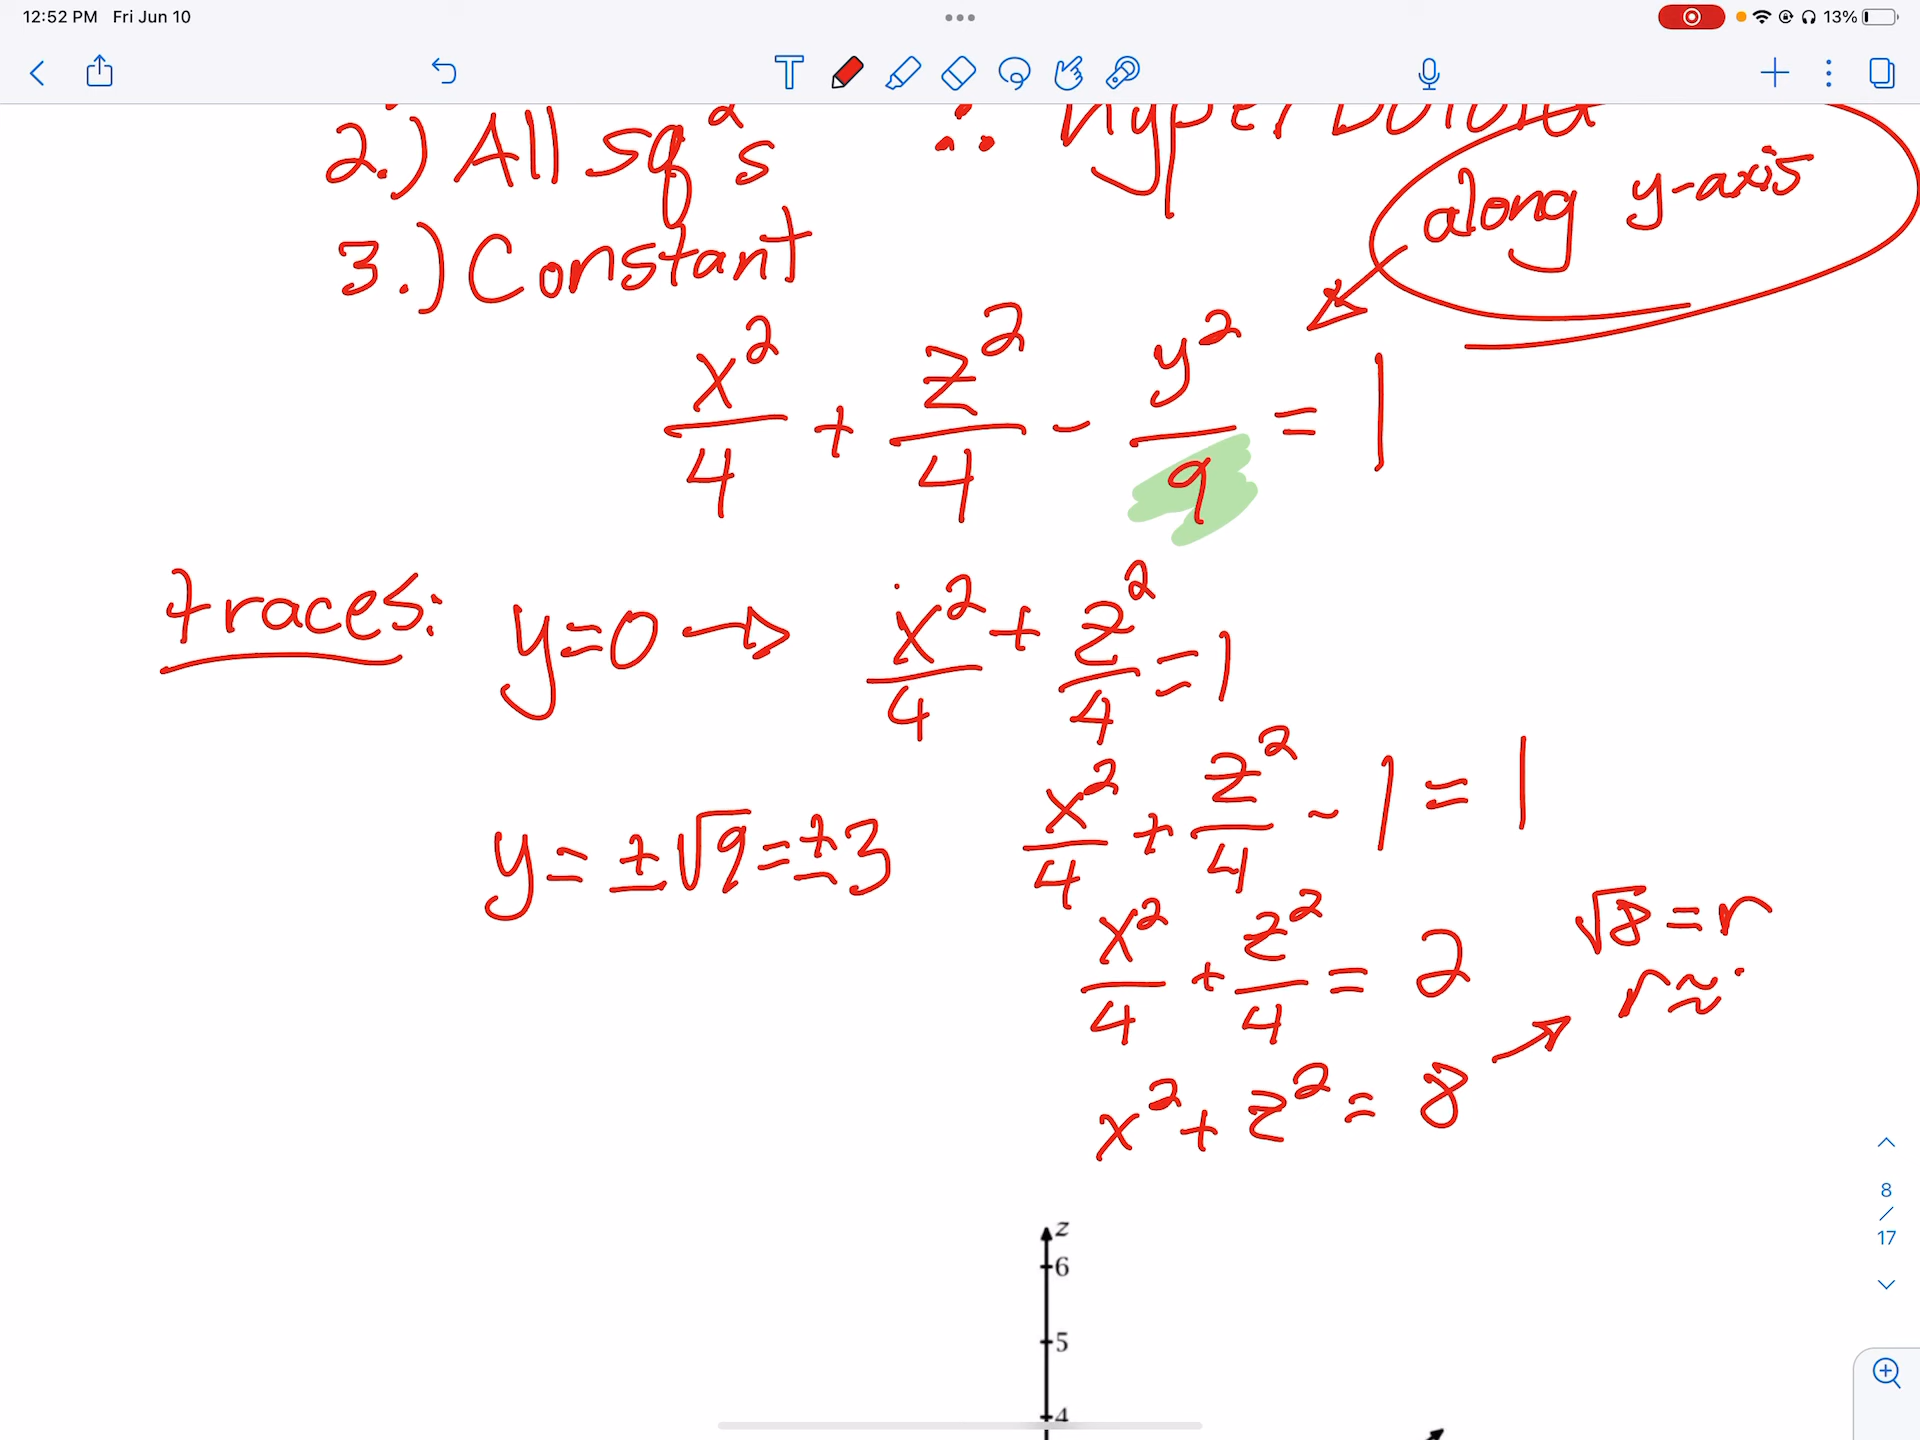 12:52 PM Fri Jun 10
13%
2.) All sq's
∴ Hyperboloid
3.) Constant
along y-axis
x²/4 + z²/4 - y²/9 = 1
traces: y=0 → x²/4 + z²/4 = 1
y = ±√9 = ±3
x²/4 + z²/4 - 1 = 1
x²/4 + z²/4 = 2
√8 = r
r ≈
x² + z² = 8
8
/
17
z
6
5
4